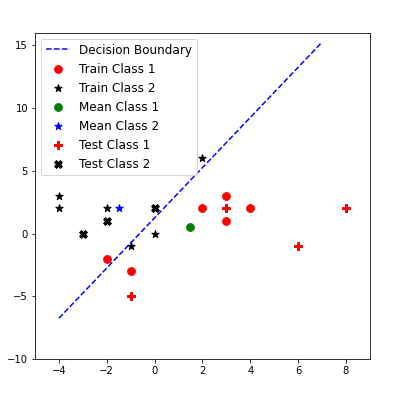 15
10
5
0
−5
−10
Decision Boundary
Train Class 1
Train Class 2
Mean Class 1
Mean Class 2
Test Class 1
Test Class 2
−4 −2 0 2 4 6 8